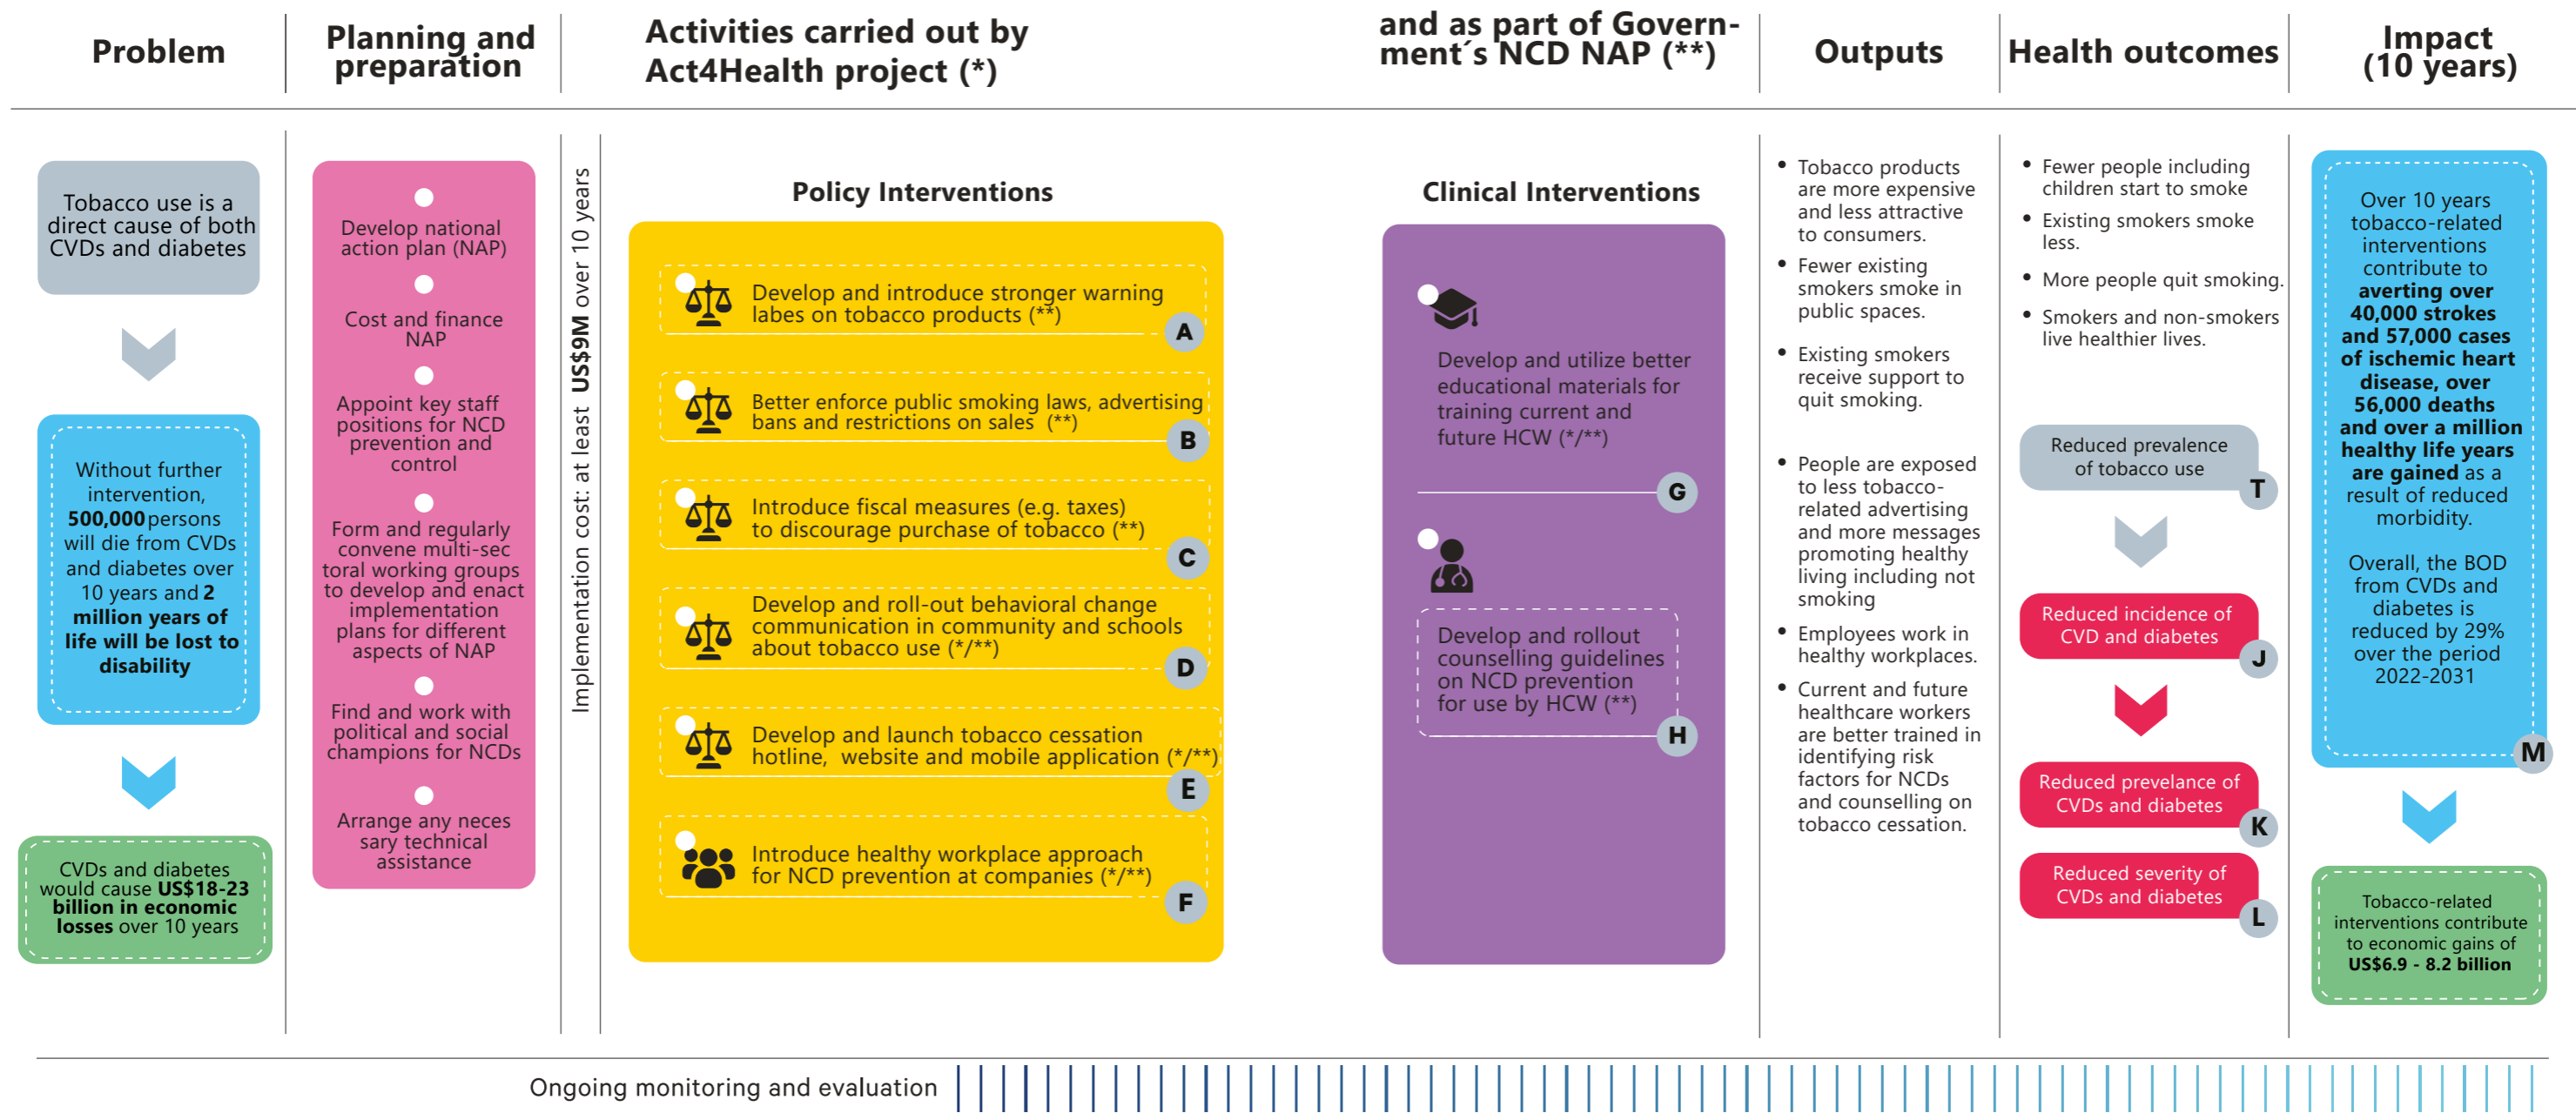 Problem
Planning and
preparation
Activities carried out by
Act4Health project (*)
and as part of Govern-
ment´s NCD NAP (**)
Outputs
Health outcomes
Impact
(10 years)
Tobacco use is a
direct cause of both
CVDs and diabetes
Without further
intervention,
500,000 persons
will die from CVDs
and diabetes over
10 years and 2
million years of
life will be lost to
disability
CVDs and diabetes
would cause US$18-23
billion in economic
losses over 10 years
Develop national
action plan (NAP)
Cost and finance
NAP
Appoint key staff
positions for NCD
prevention and
control
Form and regularly
convene multi-sec
toral working groups
to develop and enact
implementation
plans for different
aspects of NAP
Find and work with
political and social
champions for NCDs
Arrange any neces
sary technical
assistance
Implementation cost: at least US$9M over 10 years
Policy Interventions
Develop and introduce stronger warning
labes on tobacco products (**)
A
Better enforce public smoking laws, advertising
bans and restrictions on sales (**)
B
Introduce fiscal measures (e.g. taxes)
to discourage purchase of tobacco (**)
C
Develop and roll-out behavioral change
communication in community and schools
about tobacco use (*/**)
D
Develop and launch tobacco cessation
hotline, website and mobile application (*/**)
E
Introduce healthy workplace approach
for NCD prevention at companies (*/**)
F
Clinical Interventions
Develop and utilize better
educational materials for
training current and
future HCW (*/**)
G
Develop and rollout
counselling guidelines
on NCD prevention
for use by HCW (**)
H
• Tobacco products
are more expensive
and less attractive
to consumers.
• Fewer existing
smokers smoke in
public spaces.
• Existing smokers
receive support to
quit smoking.
• People are exposed
to less tobacco-
related advertising
and more messages
promoting healthy
living including not
smoking
• Employees work in
healthy workplaces.
• Current and future
healthcare workers
are better trained in
identifying risk
factors for NCDs
and counselling on
tobacco cessation.
• Fewer people including
children start to smoke
• Existing smokers smoke
less.
• More people quit smoking.
• Smokers and non-smokers
live healthier lives.
Reduced prevalence
of tobacco use
T
Reduced incidence of
CVD and diabetes
J
Reduced prevelance of
CVDs and diabetes
K
Reduced severity of
CVDs and diabetes
L
Over 10 years
tobacco-related
interventions
contribute to
averting over
40,000 strokes
and 57,000 cases
of ischemic heart
disease, over
56,000 deaths
and over a million
healthy life years
are gained as a
result of reduced
morbidity.
Overall, the BOD
from CVDs and
diabetes is
reduced by 29%
over the period
2022-2031
M
Tobacco-related
interventions contribute
to economic gains of
US$6.9 - 8.2 billion
Ongoing monitoring and evaluation